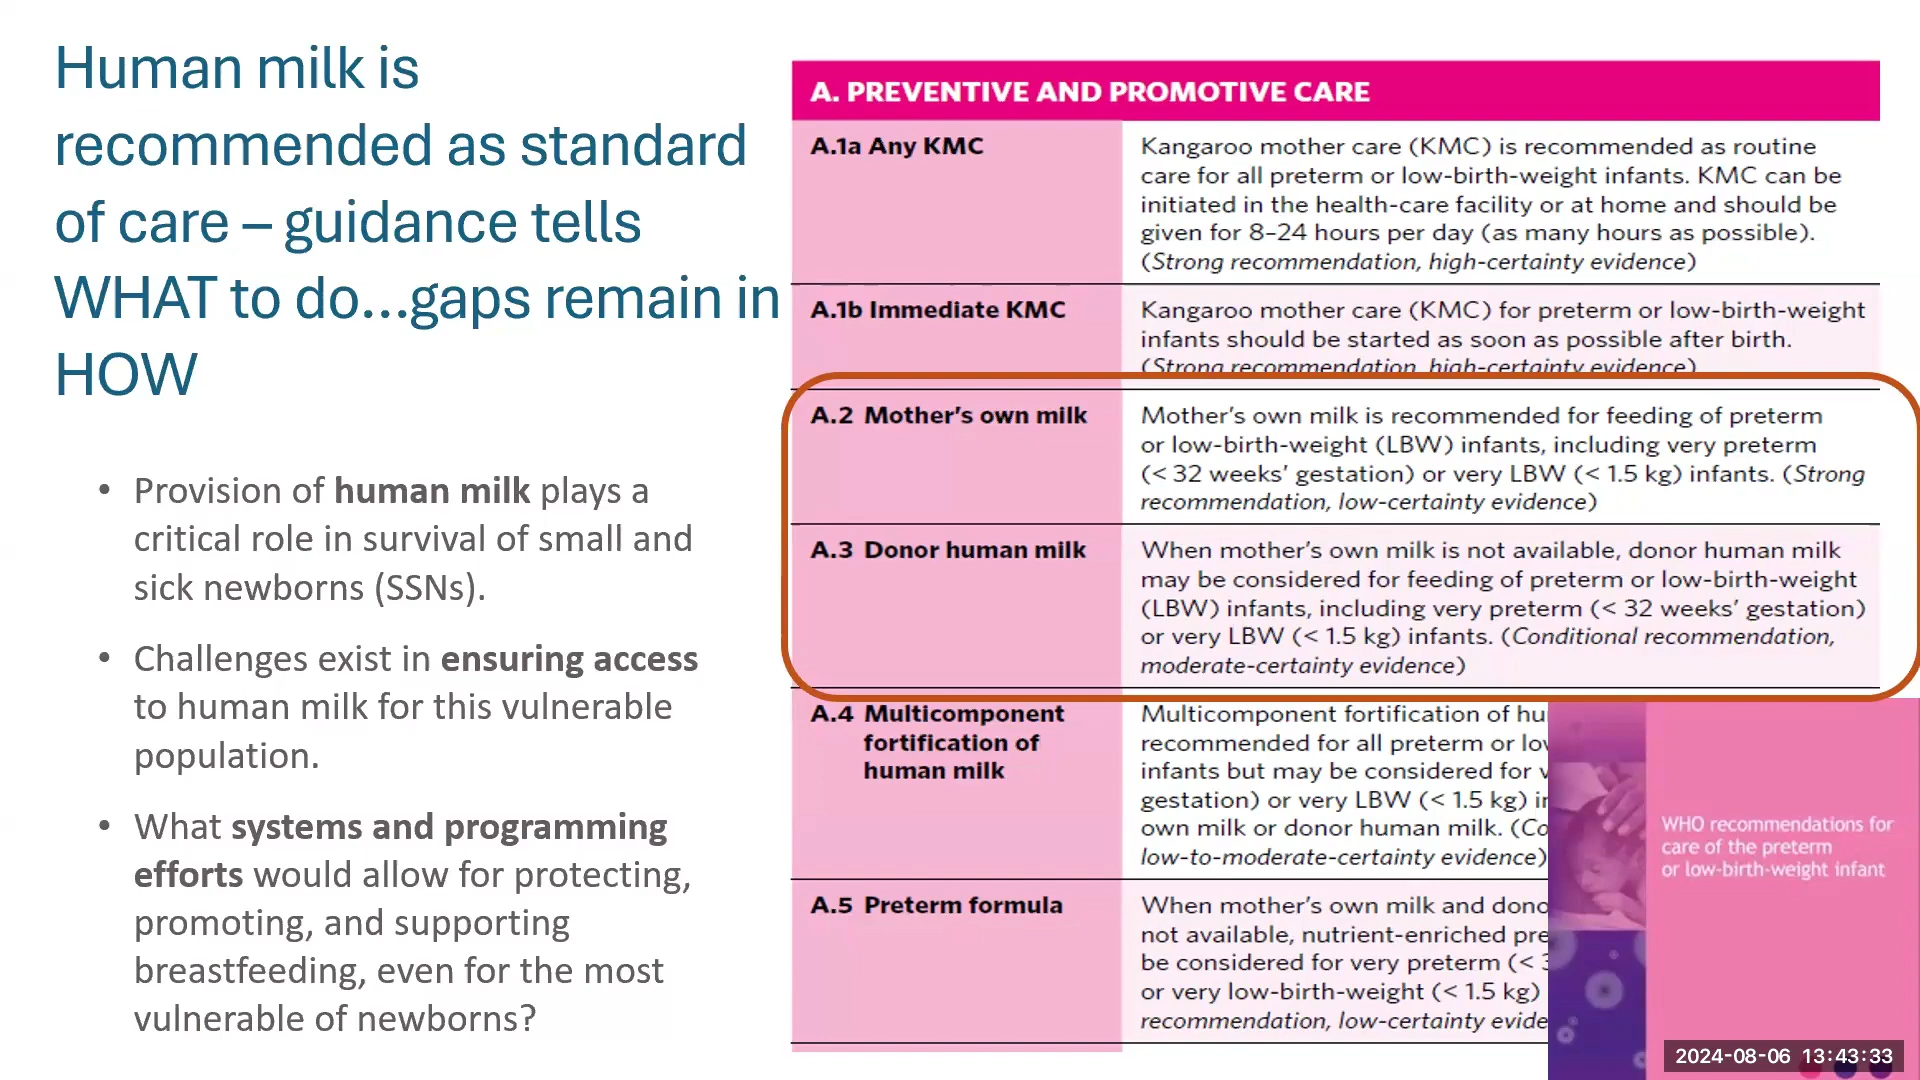 Human milk is
recommended as standard
of care – guidance tells
WHAT to do...gaps remain in
HOW
• Provision of human milk plays a
critical role in survival of small and
sick newborns (SSNs).
• Challenges exist in ensuring access
to human milk for this vulnerable
population.
• What systems and programming
efforts would allow for protecting,
promoting, and supporting
breastfeeding, even for the most
vulnerable of newborns?
A. PREVENTIVE AND PROMOTIVE CARE
A.1a Any KMC
Kangaroo mother care (KMC) is recommended as routine
care for all preterm or low-birth-weight infants. KMC can be
initiated in the health-care facility or at home and should be
given for 8–24 hours per day (as many hours as possible).
(Strong recommendation, high-certainty evidence)
A.1b Immediate KMC
Kangaroo mother care (KMC) for preterm or low-birth-weight
infants should be started as soon as possible after birth.
(Strong recommendation, high-certainty evidence)
A.2 Mother's own milk
Mother's own milk is recommended for feeding of preterm
or low-birth-weight (LBW) infants, including very preterm
(< 32 weeks' gestation) or very LBW (< 1.5 kg) infants. (Strong
recommendation, low-certainty evidence)
A.3 Donor human milk
When mother's own milk is not available, donor human milk
may be considered for feeding of preterm or low-birth-weight
(LBW) infants, including very preterm (< 32 weeks' gestation)
or very LBW (< 1.5 kg) infants. (Conditional recommendation,
moderate-certainty evidence)
A.4 Multicomponent
fortification of
human milk
Multicomponent fortification of hu
recommended for all preterm or lo
infants but may be considered for v
gestation) or very LBW (< 1.5 kg) i
own milk or donor human milk. (Co
low-to-moderate-certainty evidence)
A.5 Preterm formula
When mother's own milk and dono
not available, nutrient-enriched pre
be considered for very preterm (< 3
or very low-birth-weight (< 1.5 kg)
recommendation, low-certainty evide
WHO recommendations for
care of the preterm
or low-birth-weight infant
2024-08-06 13:43:33